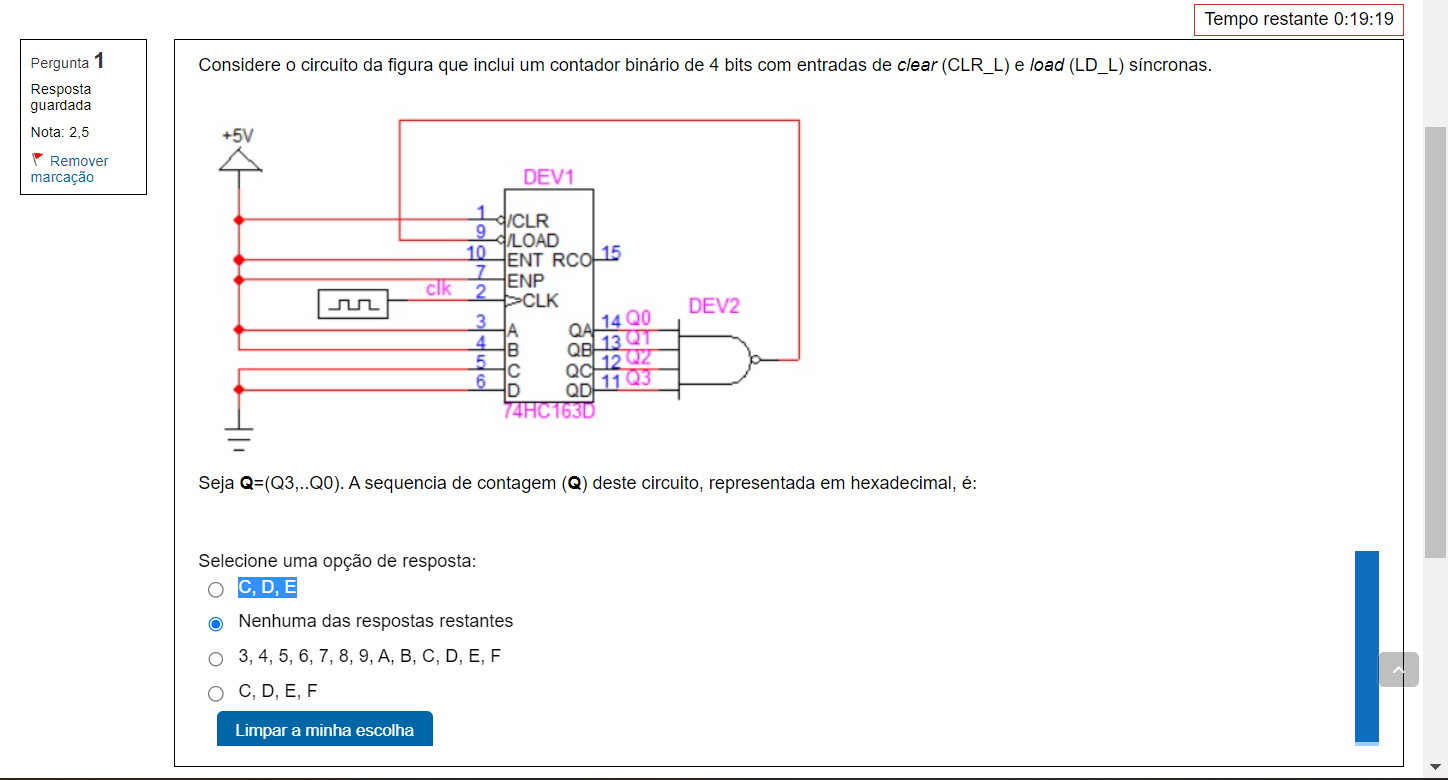 Tempo restante 0:19:19
Pergunta 1
Resposta
guardada
Nota: 2,5
Remover
marcação
Considere o circuito da figura que inclui um contador binário de 4 bits com entradas de clear (CLR_L) e load (LD_L) síncronas.
+5V
DEV1
1 /CLR
9 /LOAD
10 ENT RCO 15
7 ENP
clk 2 CLK
DEV2
3 A QA 14 Q0
4 B QB 13 Q1
5 C QC 12 Q2
6 D QD 11 Q3
74HC163D
Seja Q=(Q3,..Q0). A sequencia de contagem (Q) deste circuito, representada em hexadecimal, é:
Selecione uma opção de resposta:
C, D, E
Nenhuma das respostas restantes
3, 4, 5, 6, 7, 8, 9, A, B, C, D, E, F
C, D, E, F
Limpar a minha escolha